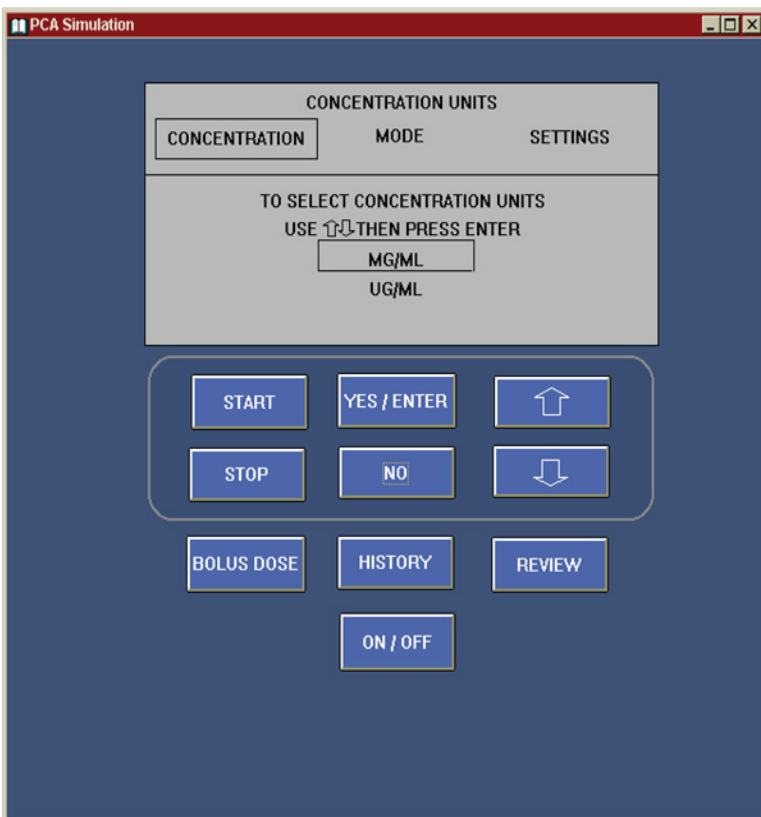 PCA Simulation
CONCENTRATION UNITS
CONCENTRATION MODE SETTINGS
TO SELECT CONCENTRATION UNITS
USE ⇧⇩ THEN PRESS ENTER
MG/ML
UG/ML
START YES / ENTER ⇧
STOP NO ⇩
BOLUS DOSE HISTORY REVIEW
ON / OFF